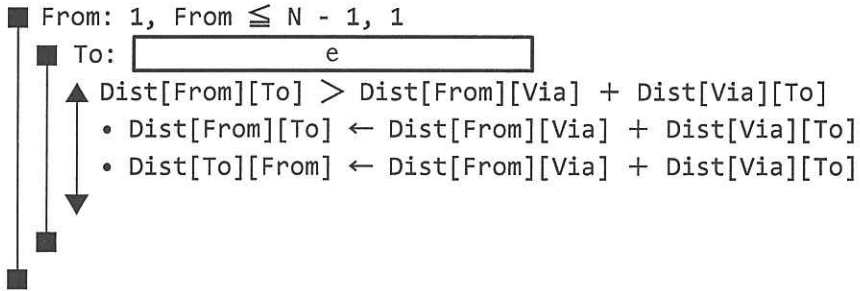 ■ From: 1, From ≦ N - 1, 1
■ To: e
▲ Dist[From][To] > Dist[From][Via] + Dist[Via][To]
• Dist[From][To] ← Dist[From][Via] + Dist[Via][To]
• Dist[To][From] ← Dist[From][Via] + Dist[Via][To]